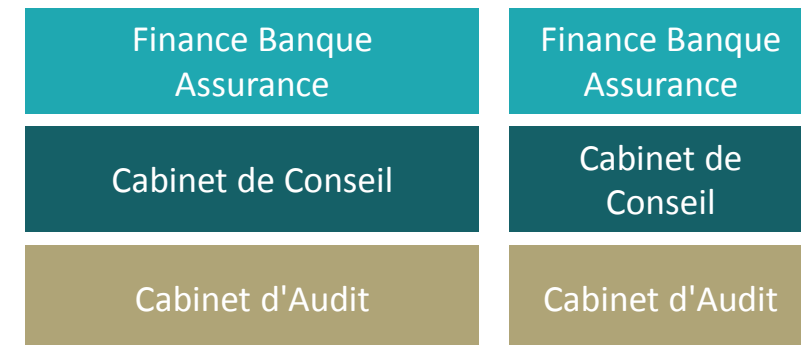 Finance Banque
Assurance
Cabinet de Conseil
Cabinet d'Audit
Finance Banque
Assurance
Cabinet de
Conseil
Cabinet d'Audit